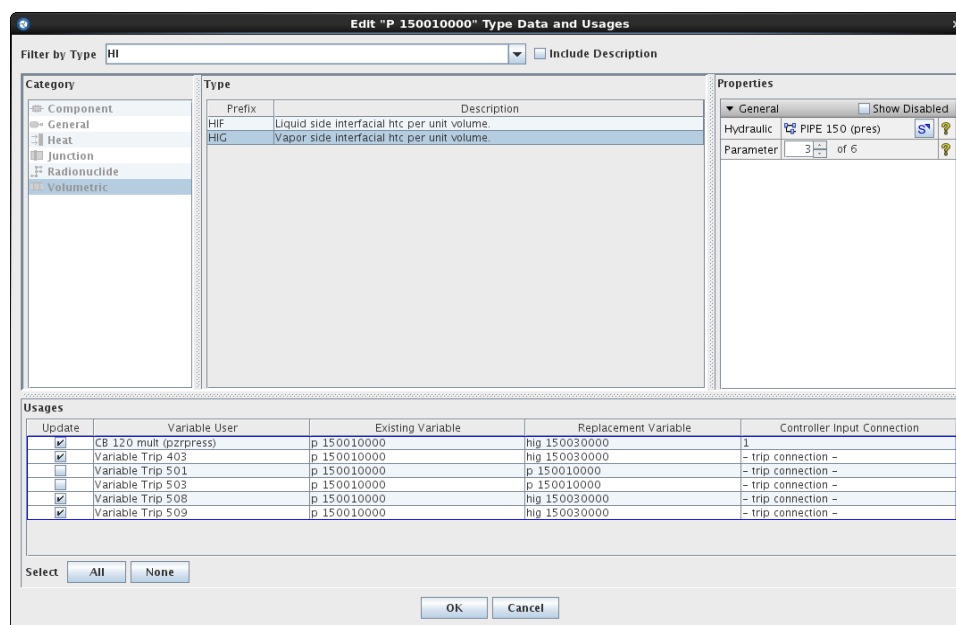 Edit "P 150010000" Type Data and Usages
Filter by Type HI Include Description
Category
Component
General
Heat
Junction
Radionuclide
Volumetric
Type
Prefix Description
HIF Liquid side interfacial htc per unit volume.
HIG Vapor side interfacial htc per unit volume.
Properties
General Show Disabled
Hydraulic PIPE 150 (pres) S ?
Parameter 3 of 6 ?
Usages
Update Variable User Existing Variable Replacement Variable Controller Input Connection
CB 120 mult (pzrpress) p 150010000 hig 150030000 1
Variable Trip 403 p 150010000 hig 150030000 – trip connection –
Variable Trip 501 p 150010000 p 150010000 – trip connection –
Variable Trip 503 p 150010000 p 150010000 – trip connection –
Variable Trip 508 p 150010000 hig 150030000 – trip connection –
Variable Trip 509 p 150010000 hig 150030000 – trip connection –
Select All None
OK Cancel